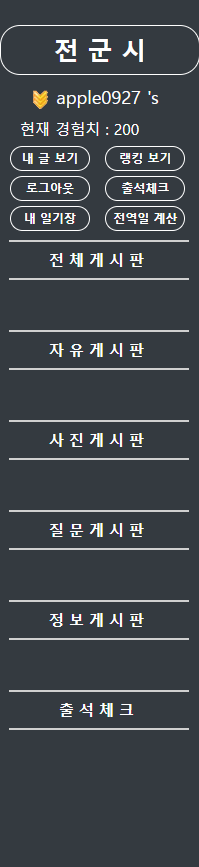 전 군 시
apple0927 's
현재 경험치 : 200
내 글 보기 랭킹 보기
로그아웃 출석체크
내 일기장 전역일 계산
전 체 게 시 판
자 유 게 시 판
사 진 게 시 판
질 문 게 시 판
정 보 게 시 판
출 석 체 크